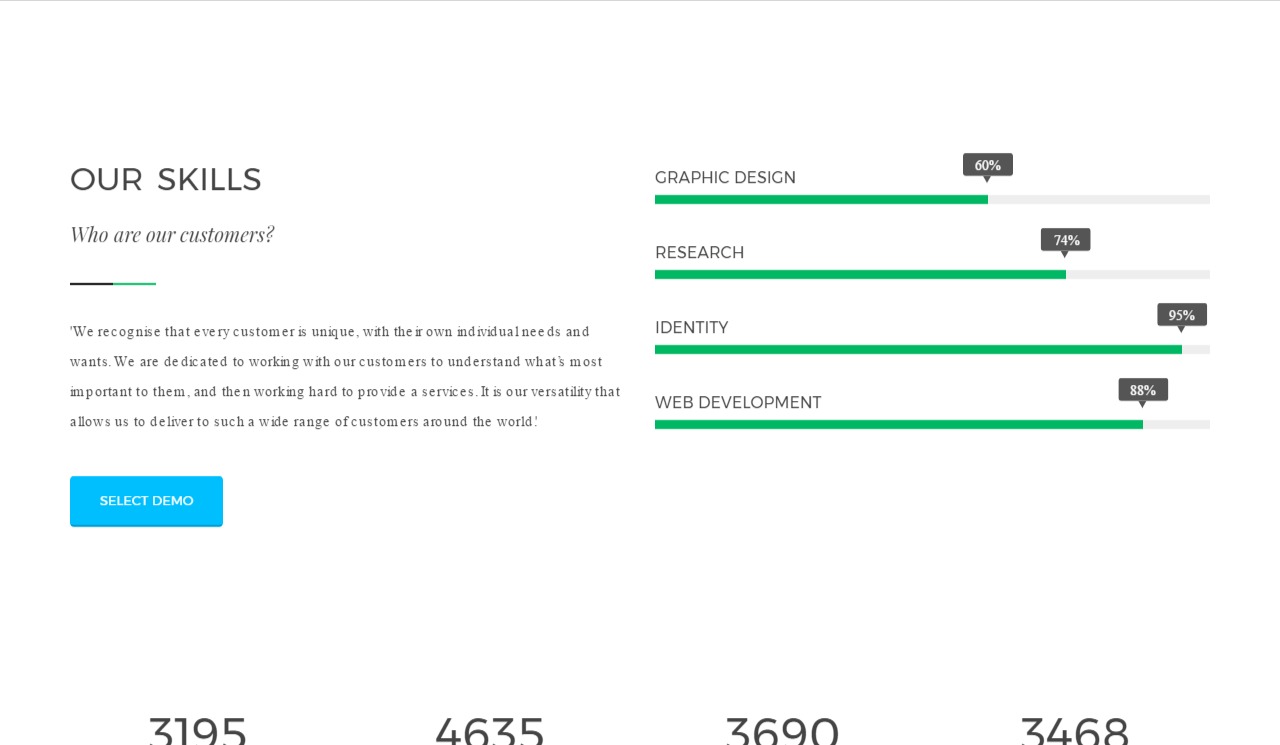 OUR SKILLS
Who are our customers?
'We recognise that every customer is unique, with their own individual needs and
wants. We are dedicated to working with our customers to understand what's most
important to them, and then working hard to provide a services. It is our versatility that
allows us to deliver to such a wide range of customers around the world.'
SELECT DEMO
GRAPHIC DESIGN
60%
RESEARCH
74%
IDENTITY
95%
WEB DEVELOPMENT
88%
3195
4635
3690
3468